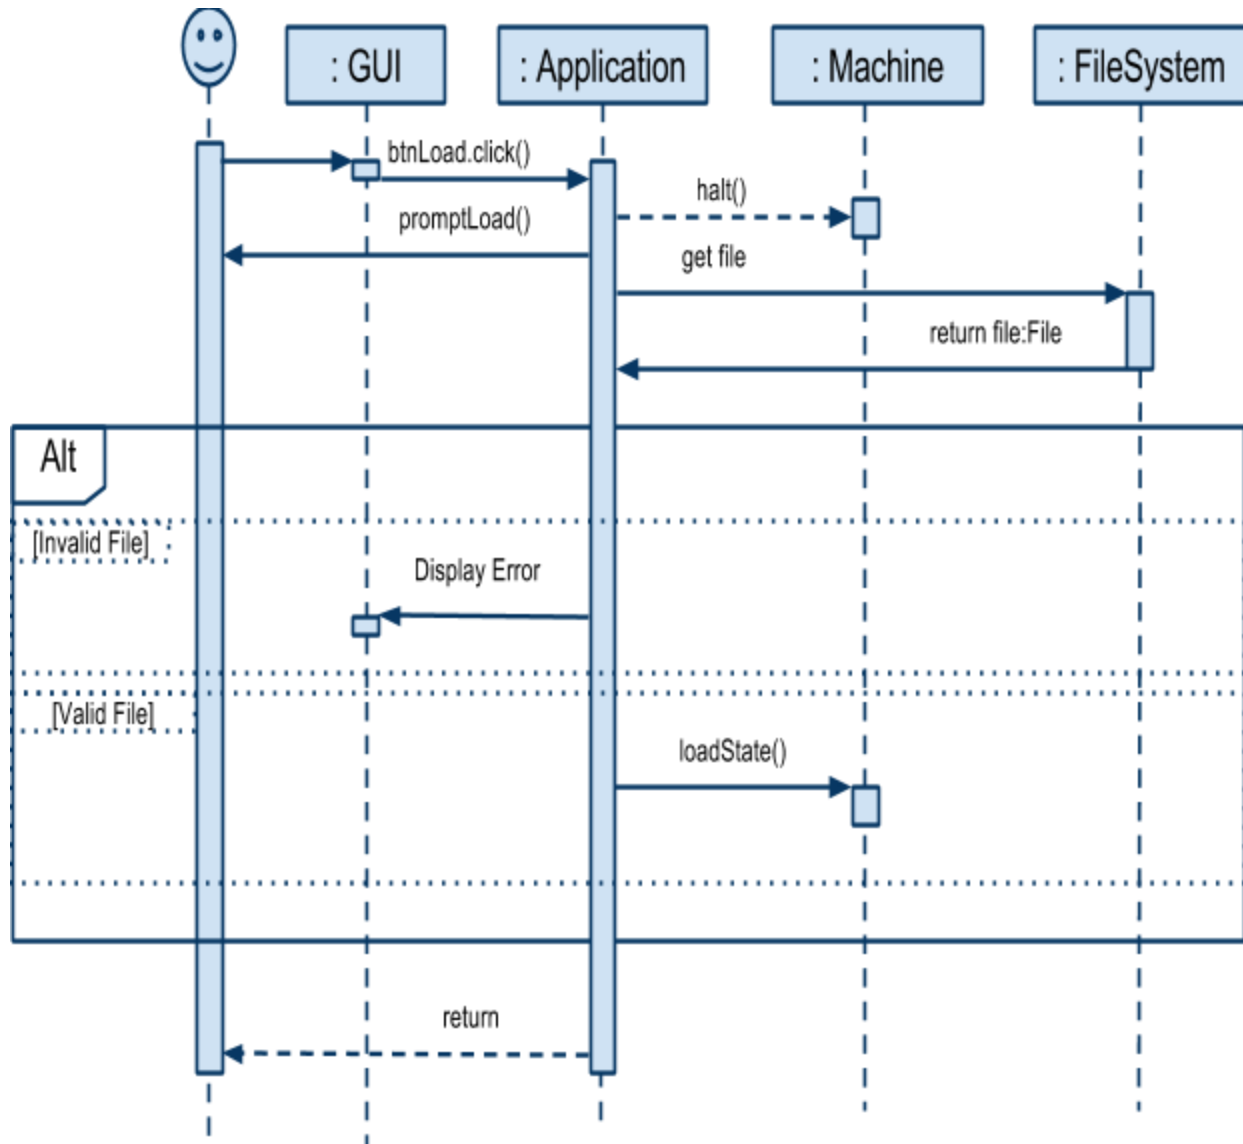 : GUI
: Application
: Machine
: FileSystem
btnLoad.click()
halt()
promptLoad()
get file
return file:File
Alt
[Invalid File]
Display Error
[Valid File]
loadState()
return